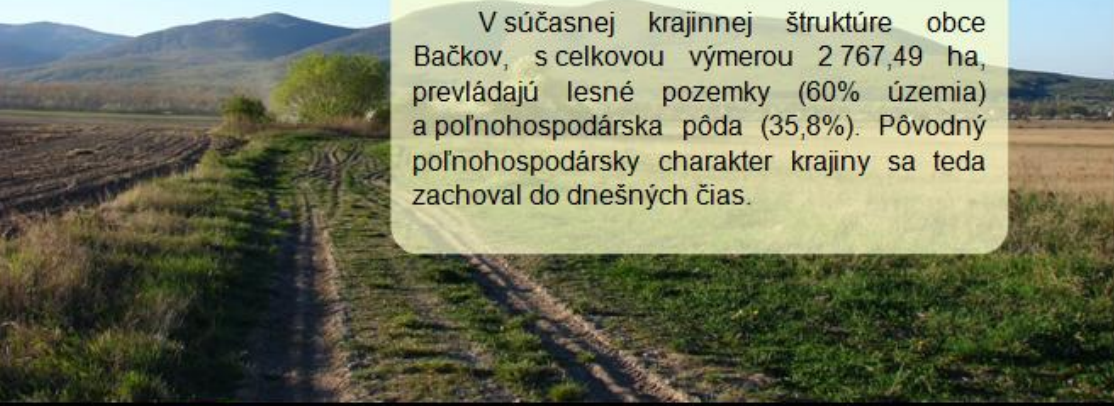 V súčasnej krajinnej štruktúre obce
Bačkov, s celkovou výmerou 2 767,49 ha,
prevládajú lesné pozemky (60% územia)
a poľnohospodárska pôda (35,8%). Pôvodný
poľnohospodársky charakter krajiny sa teda
zachoval do dnešných čias.